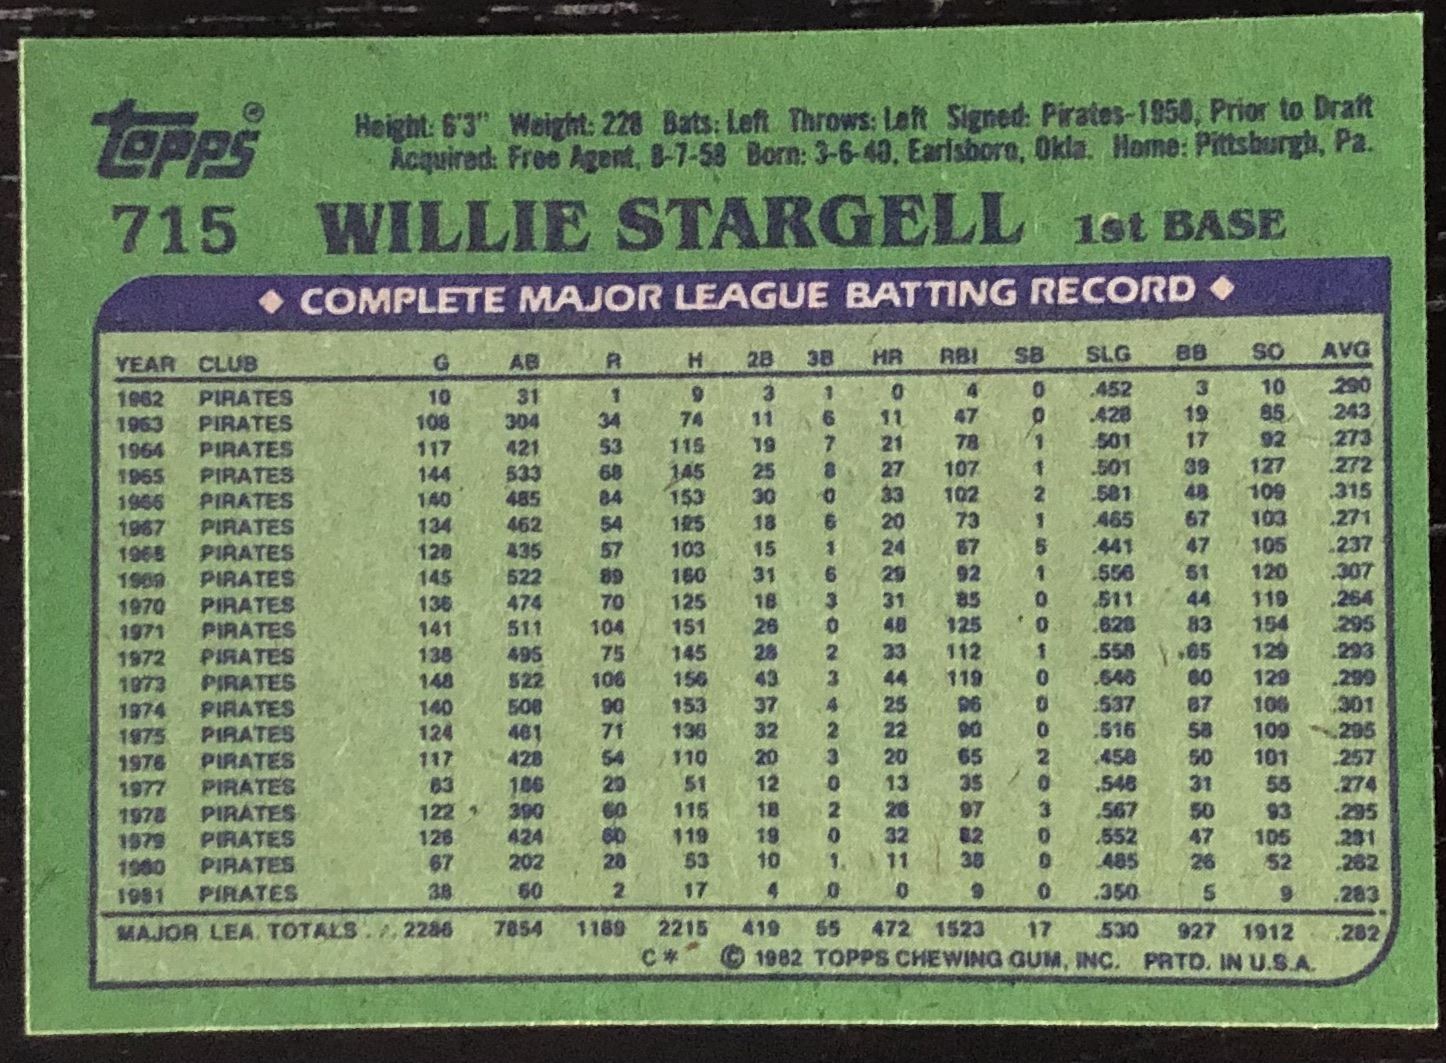 topps®
Height: 6'3" Weight: 228 Bats: Left Throws: Left Signed: Pirates-1958, Prior to Draft
Acquired: Free Agent, 8-7-58 Born: 3-6-40, Earlsboro, Okla. Home: Pittsburgh, Pa.
715 WILLIE STARGELL 1st BASE
◆ COMPLETE MAJOR LEAGUE BATTING RECORD ◆
YEAR CLUB G AB R H 2B 3B HR RBI SB SLG BB SO AVG
1962 PIRATES 10 31 1 9 3 1 0 4 0 .452 3 10 .290
1963 PIRATES 108 304 34 74 11 6 11 47 0 .428 19 85 .243
1964 PIRATES 117 421 53 115 19 7 21 78 1 .501 17 92 .273
1965 PIRATES 144 533 68 145 25 8 27 107 1 .501 39 127 .272
1966 PIRATES 140 485 84 153 30 0 33 102 2 .581 48 109 .315
1967 PIRATES 134 462 54 125 18 6 20 73 1 .465 67 103 .271
1968 PIRATES 128 435 57 103 15 1 24 67 5 .441 47 105 .237
1969 PIRATES 145 522 89 160 31 6 29 92 1 .556 61 120 .307
1970 PIRATES 136 474 70 125 18 3 31 85 0 .511 44 119 .264
1971 PIRATES 141 511 104 151 26 0 48 125 0 .628 83 154 .295
1972 PIRATES 138 495 75 145 28 2 33 112 1 .558 65 129 .293
1973 PIRATES 148 522 106 156 43 3 44 119 0 .646 80 129 .299
1974 PIRATES 140 508 90 153 37 4 25 96 0 .537 87 106 .301
1975 PIRATES 124 461 71 136 32 2 22 90 0 .516 58 109 .295
1976 PIRATES 117 428 54 110 20 3 20 65 2 .458 50 101 .257
1977 PIRATES 63 186 29 51 12 0 13 35 0 .548 31 55 .274
1978 PIRATES 122 390 60 115 18 2 28 97 3 .567 50 93 .295
1979 PIRATES 126 424 60 119 19 0 32 82 0 .552 47 105 .281
1980 PIRATES 67 202 28 53 10 1 11 38 0 .485 26 52 .262
1981 PIRATES 38 60 2 17 4 0 0 9 0 .350 5 9 .283
MAJOR LEA. TOTALS . . . 2286 7854 1189 2215 419 55 472 1523 17 .530 927 1912 .282
C* © 1982 TOPPS CHEWING GUM, INC. PRTD. IN U.S.A.